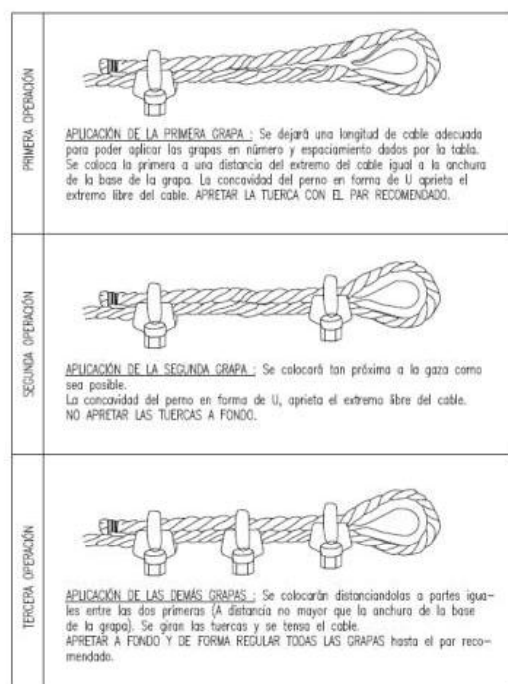 PRIMERA OPERACIÓN
APLICACIÓN DE LA PRIMERA GRAPA : Se dejará una longitud de cable adecuada
para poder aplicar las grapas en número y espaciamiento dados por la tabla.
Se coloca la primera a una distancia del extremo del cable igual a la anchura
de la base de la grapa. La concavidad del perno en forma de U aprieta el
extremo libre del cable. APRETAR LA TUERCA CON EL PAR RECOMENDADO.
SEGUNDA OPERACIÓN
APLICACIÓN DE LA SEGUNDA GRAPA : Se colocará tan próxima a la gaza como
sea posible.
La concavidad del perno en forma de U, aprieta el extremo libre del cable.
NO APRETAR LAS TUERCAS A FONDO.
TERCERA OPERACIÓN
APLICACIÓN DE LAS DEMÁS GRAPAS : Se colocarán distanciandolas a partes igua-
les entre las dos primeras (A distancia no mayor que la anchura de la base
de la grapa). Se giran las tuercas y se tensa el cable.
APRETAR A FONDO Y DE FORMA REGULAR TODAS LAS GRAPAS hasta el par reco-
mendado.